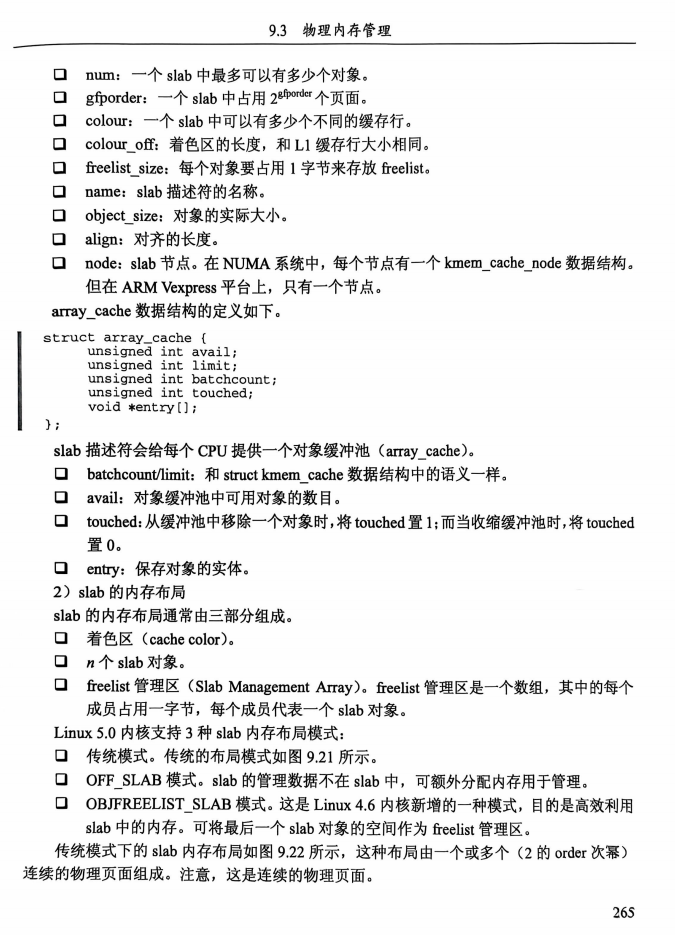 9.3 物理内存管理
❑ num：一个 slab 中最多可以有多少个对象。
❑ gfporder：一个 slab 中占用 2^gfporder 个页面。
❑ colour：一个 slab 中可以有多少个不同的缓存行。
❑ colour_off：着色区的长度，和 L1 缓存行大小相同。
❑ freelist_size：每个对象要占用 1 字节来存放 freelist。
❑ name：slab 描述符的名称。
❑ object_size：对象的实际大小。
❑ align：对齐的长度。
❑ node：slab 节点。在 NUMA 系统中，每个节点有一个 kmem_cache_node 数据结构。
但在 ARM Vexpress 平台上，只有一个节点。
array_cache 数据结构的定义如下。
struct array_cache {
unsigned int avail;
unsigned int limit;
unsigned int batchcount;
unsigned int touched;
void *entry[];
};
slab 描述符会给每个 CPU 提供一个对象缓冲池（array_cache）。
❑ batchcount/limit：和 struct kmem_cache 数据结构中的语义一样。
❑ avail：对象缓冲池中可用对象的数目。
❑ touched：从缓冲池中移除一个对象时，将 touched 置 1；而当收缩缓冲池时，将 touched
置 0。
❑ entry：保存对象的实体。
2）slab 的内存布局
slab 的内存布局通常由三部分组成。
❑ 着色区（cache color）。
❑ n 个 slab 对象。
❑ freelist 管理区（Slab Management Array）。freelist 管理区是一个数组，其中的每个
成员占用一字节，每个成员代表一个 slab 对象。
Linux 5.0 内核支持 3 种 slab 内存布局模式：
❑ 传统模式。传统的布局模式如图 9.21 所示。
❑ OFF_SLAB 模式。slab 的管理数据不在 slab 中，可额外分配内存用于管理。
❑ OBJFREELIST_SLAB 模式。这是 Linux 4.6 内核新增的一种模式，目的是高效利用
slab 中的内存。可将最后一个 slab 对象的空间作为 freelist 管理区。
传统模式下的 slab 内存布局如图 9.22 所示，这种布局由一个或多个（2 的 order 次幂）
连续的物理页面组成。注意，这是连续的物理页面。
265